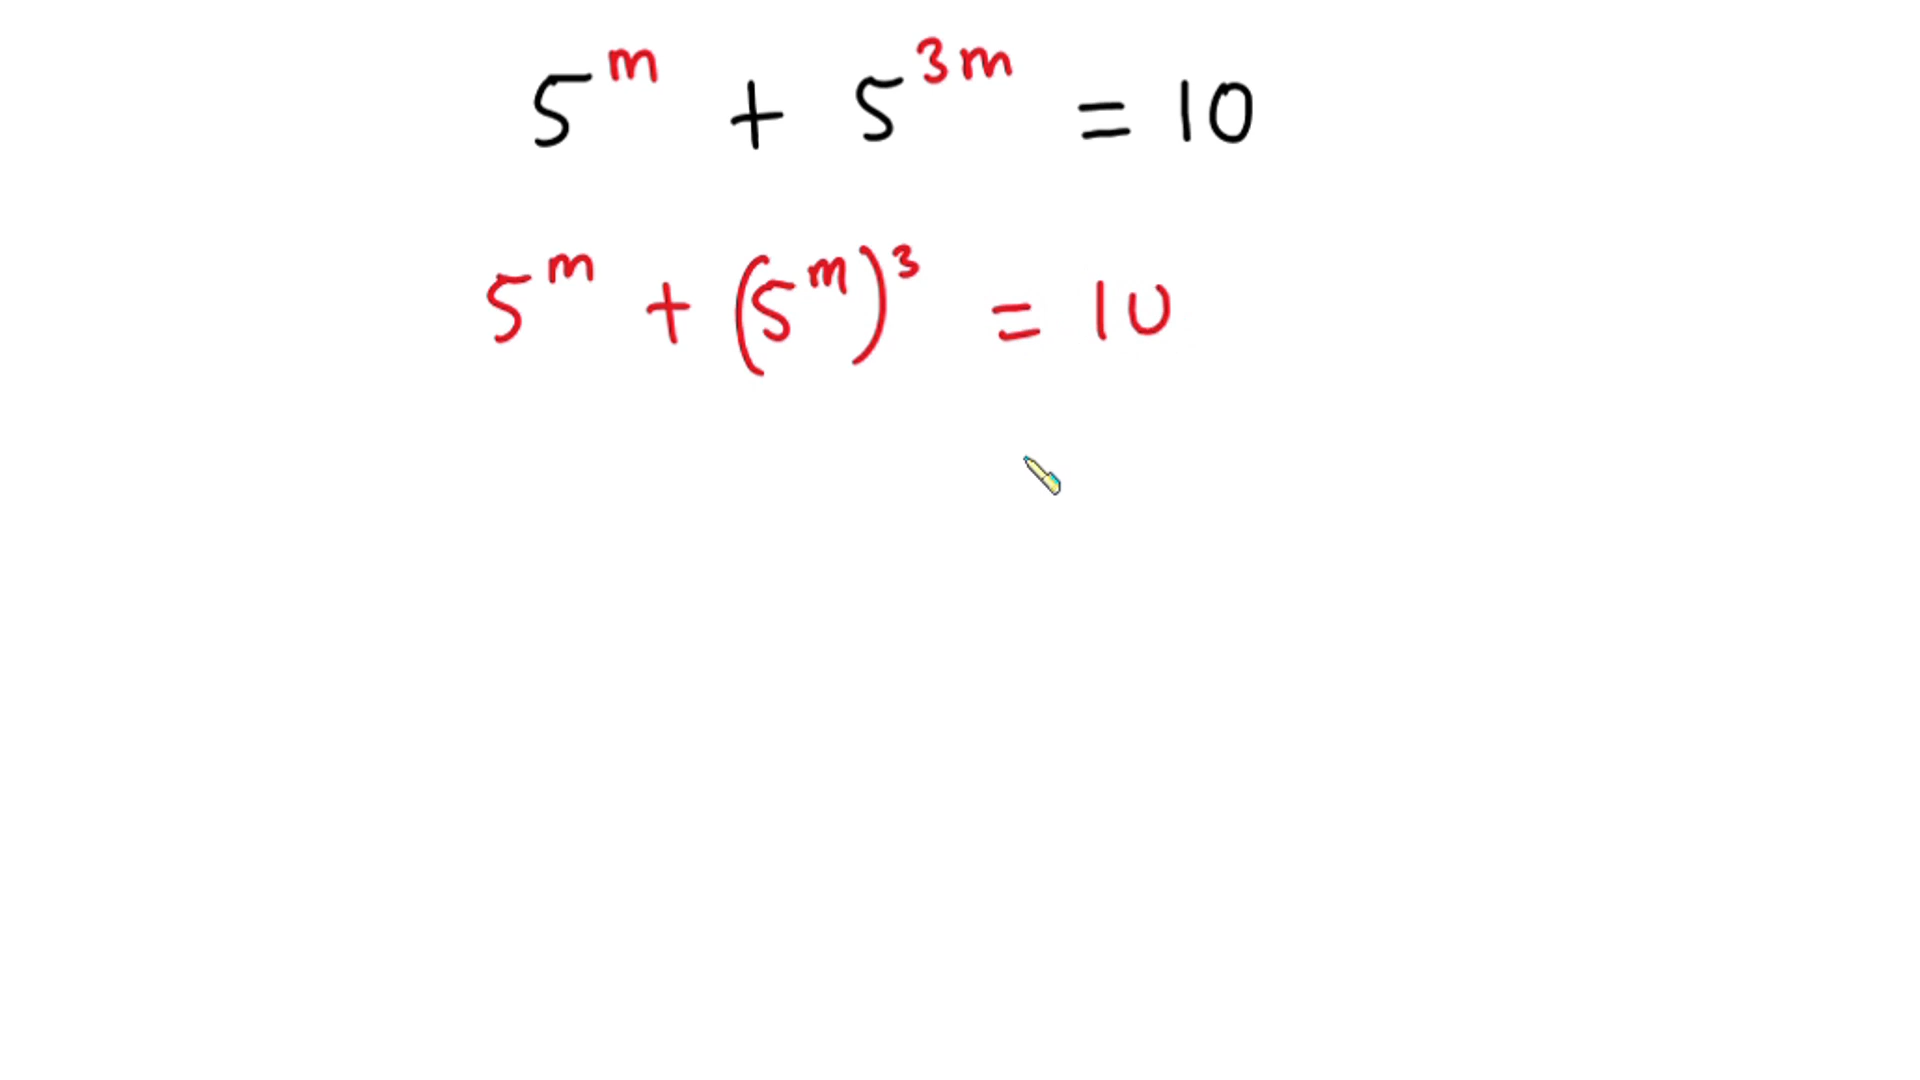 5^m + 5^{3m} = 10
5^m + (5^m)^3 = 10